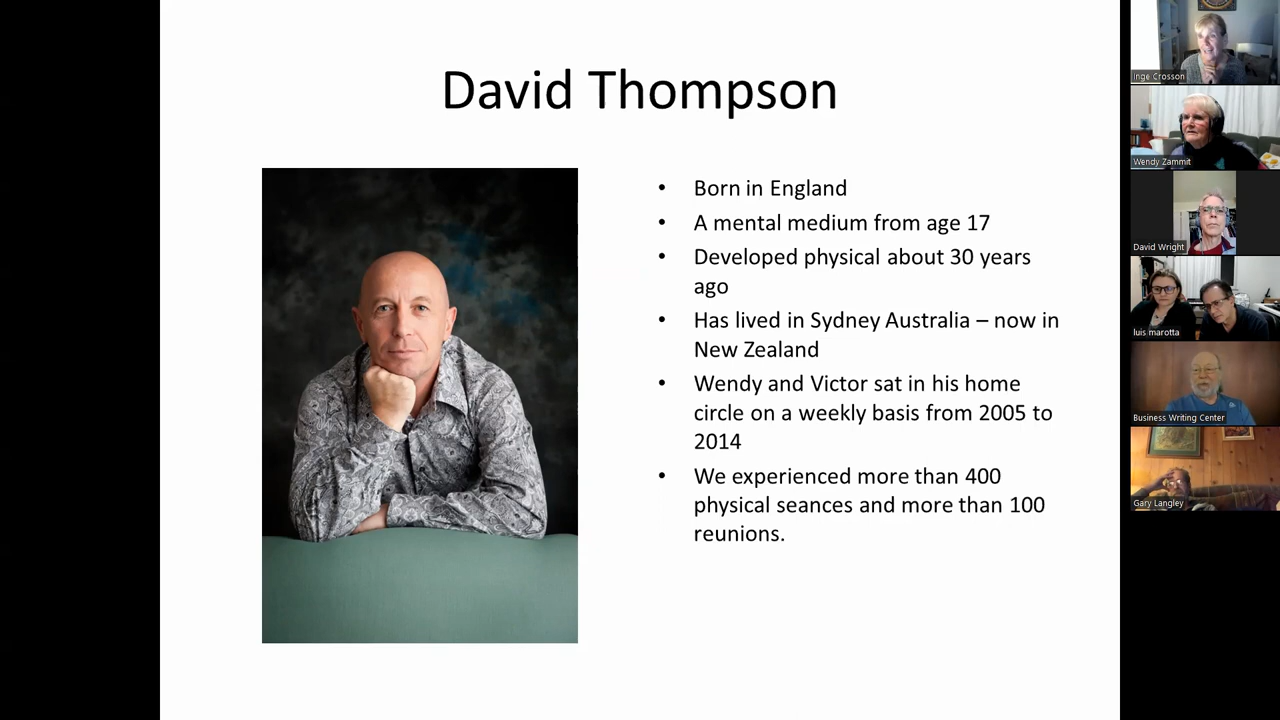 David Thompson
• Born in England
• A mental medium from age 17
• Developed physical about 30 years
ago
• Has lived in Sydney Australia – now in
New Zealand
• Wendy and Victor sat in his home
circle on a weekly basis from 2005 to
2014
• We experienced more than 400
physical seances and more than 100
reunions.
Inge Crosson
Wendy Zammit
David Wright
luis marotta
Business Writing Center
Gary Langley